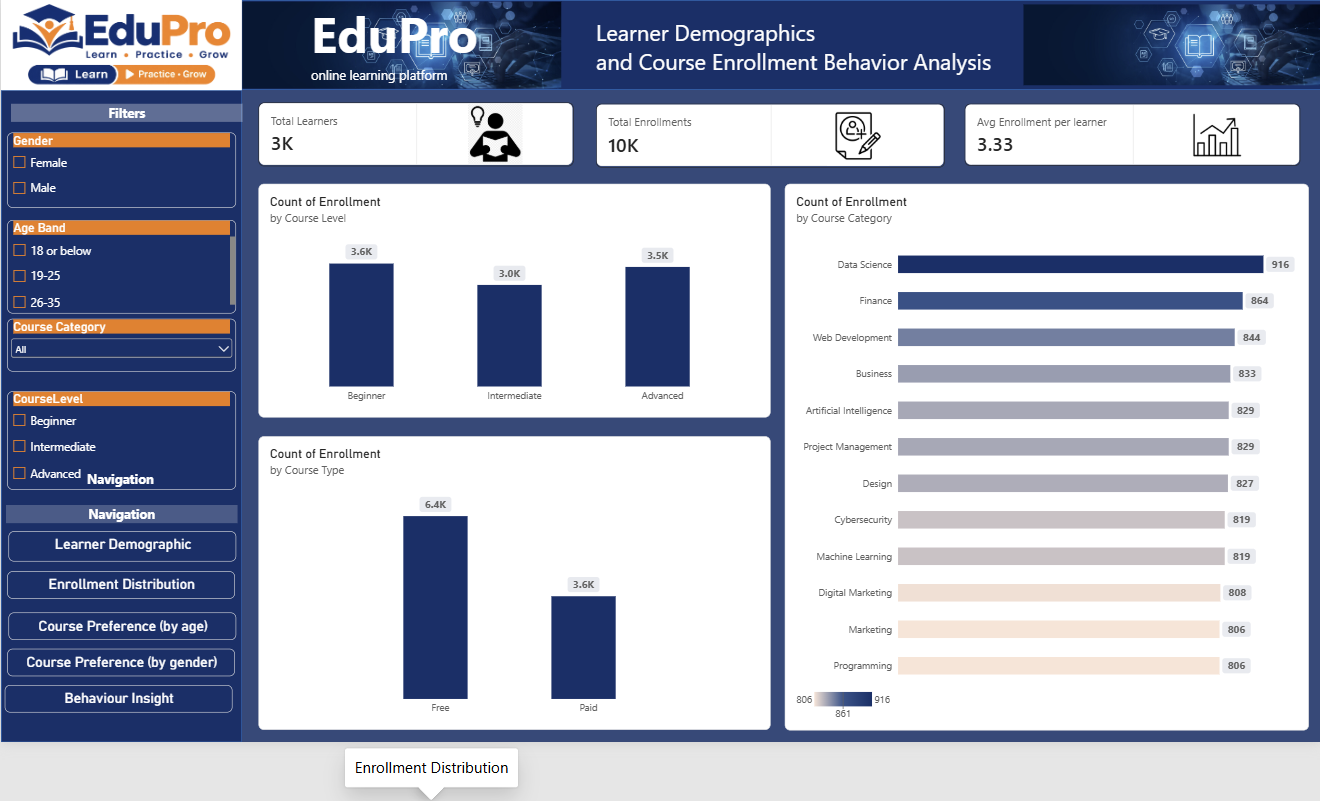 EduPro
Learn • Practice • Grow
Learn
Practice • Grow
EduPro
online learning platform
Learner Demographics
and Course Enrollment Behavior Analysis
Filters
Gender
Female
Male
Age Band
18 or below
19-25
26-35
Course Category
All
CourseLevel
Beginner
Intermediate
Advanced
Navigation
Navigation
Learner Demographic
Enrollment Distribution
Course Preference (by age)
Course Preference (by gender)
Behaviour Insight
Total Learners
3K
Total Enrollments
10K
Avg Enrollment per learner
3.33
Count of Enrollment
by Course Level
3.6K
3.0K
3.5K
Beginner
Intermediate
Advanced
Count of Enrollment
by Course Type
6.4K
3.6K
Free
Paid
Count of Enrollment
by Course Category
Data Science 916
Finance 864
Web Development 844
Business 833
Artificial Intelligence 829
Project Management 829
Design 827
Cybersecurity 819
Machine Learning 819
Digital Marketing 808
Marketing 806
Programming 806
806 916
861
Enrollment Distribution